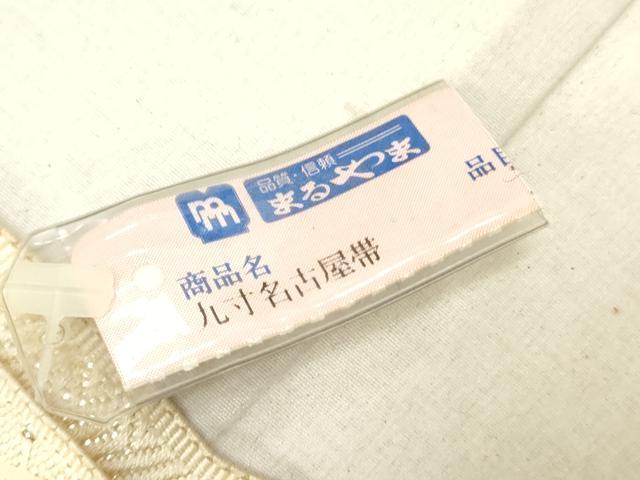 品質・信頼
まるやま
商品名
九寸名古屋帯
品